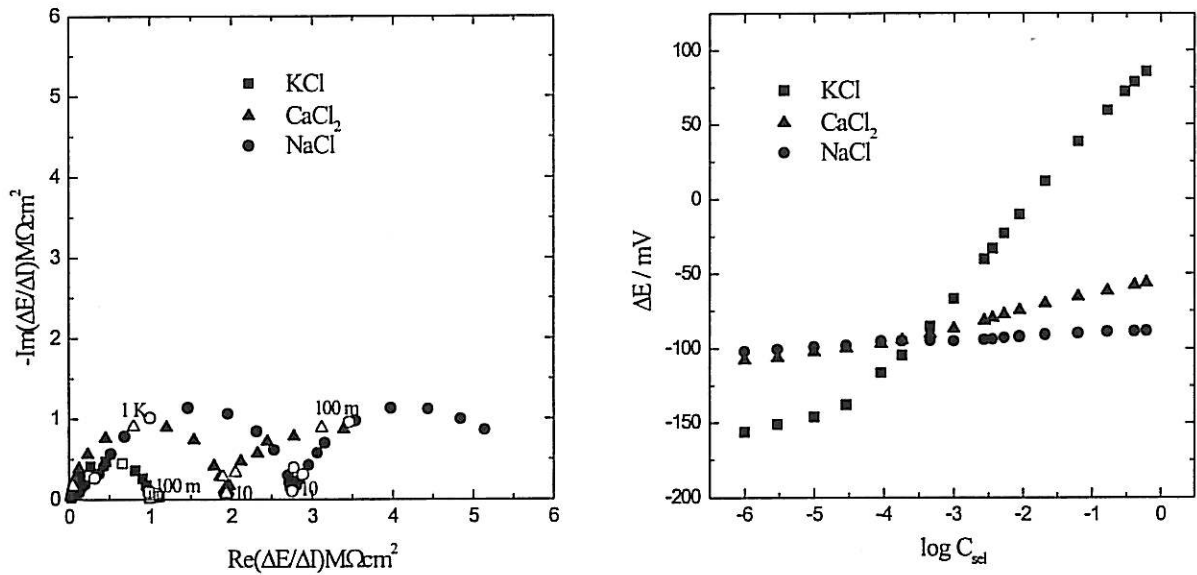 6
5
4
3
2
1
0
0 1 2 3 4 5 6
-Im(ΔE/ΔI)MΩcm²
Re(ΔE/ΔI)MΩcm²
KCl
CaCl₂
NaCl
1 K
100 m
100 m
10
10
100
50
0
-50
-100
-150
-200
-6 -5 -4 -3 -2 -1 0
ΔE / mV
log C_sel
KCl
CaCl₂
NaCl